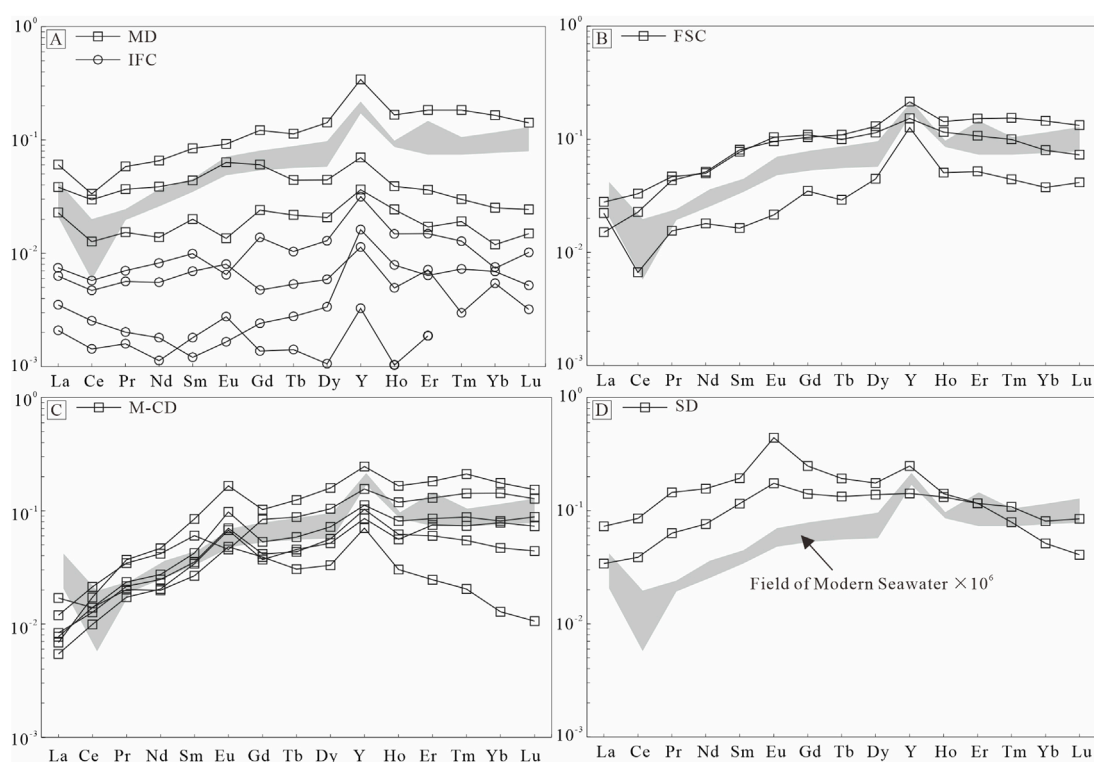 A
MD
IFC
10⁰
10⁻¹
10⁻²
10⁻³
La Ce Pr Nd Sm Eu Gd Tb Dy Y Ho Er Tm Yb Lu
B
FSC
10⁰
10⁻¹
10⁻²
10⁻³
La Ce Pr Nd Sm Eu Gd Tb Dy Y Ho Er Tm Yb Lu
C
M-CD
10⁰
10⁻¹
10⁻²
10⁻³
La Ce Pr Nd Sm Eu Gd Tb Dy Y Ho Er Tm Yb Lu
D
SD
10⁰
10⁻¹
10⁻²
10⁻³
Field of Modern Seawater ×10⁶
La Ce Pr Nd Sm Eu Gd Tb Dy Y Ho Er Tm Yb Lu